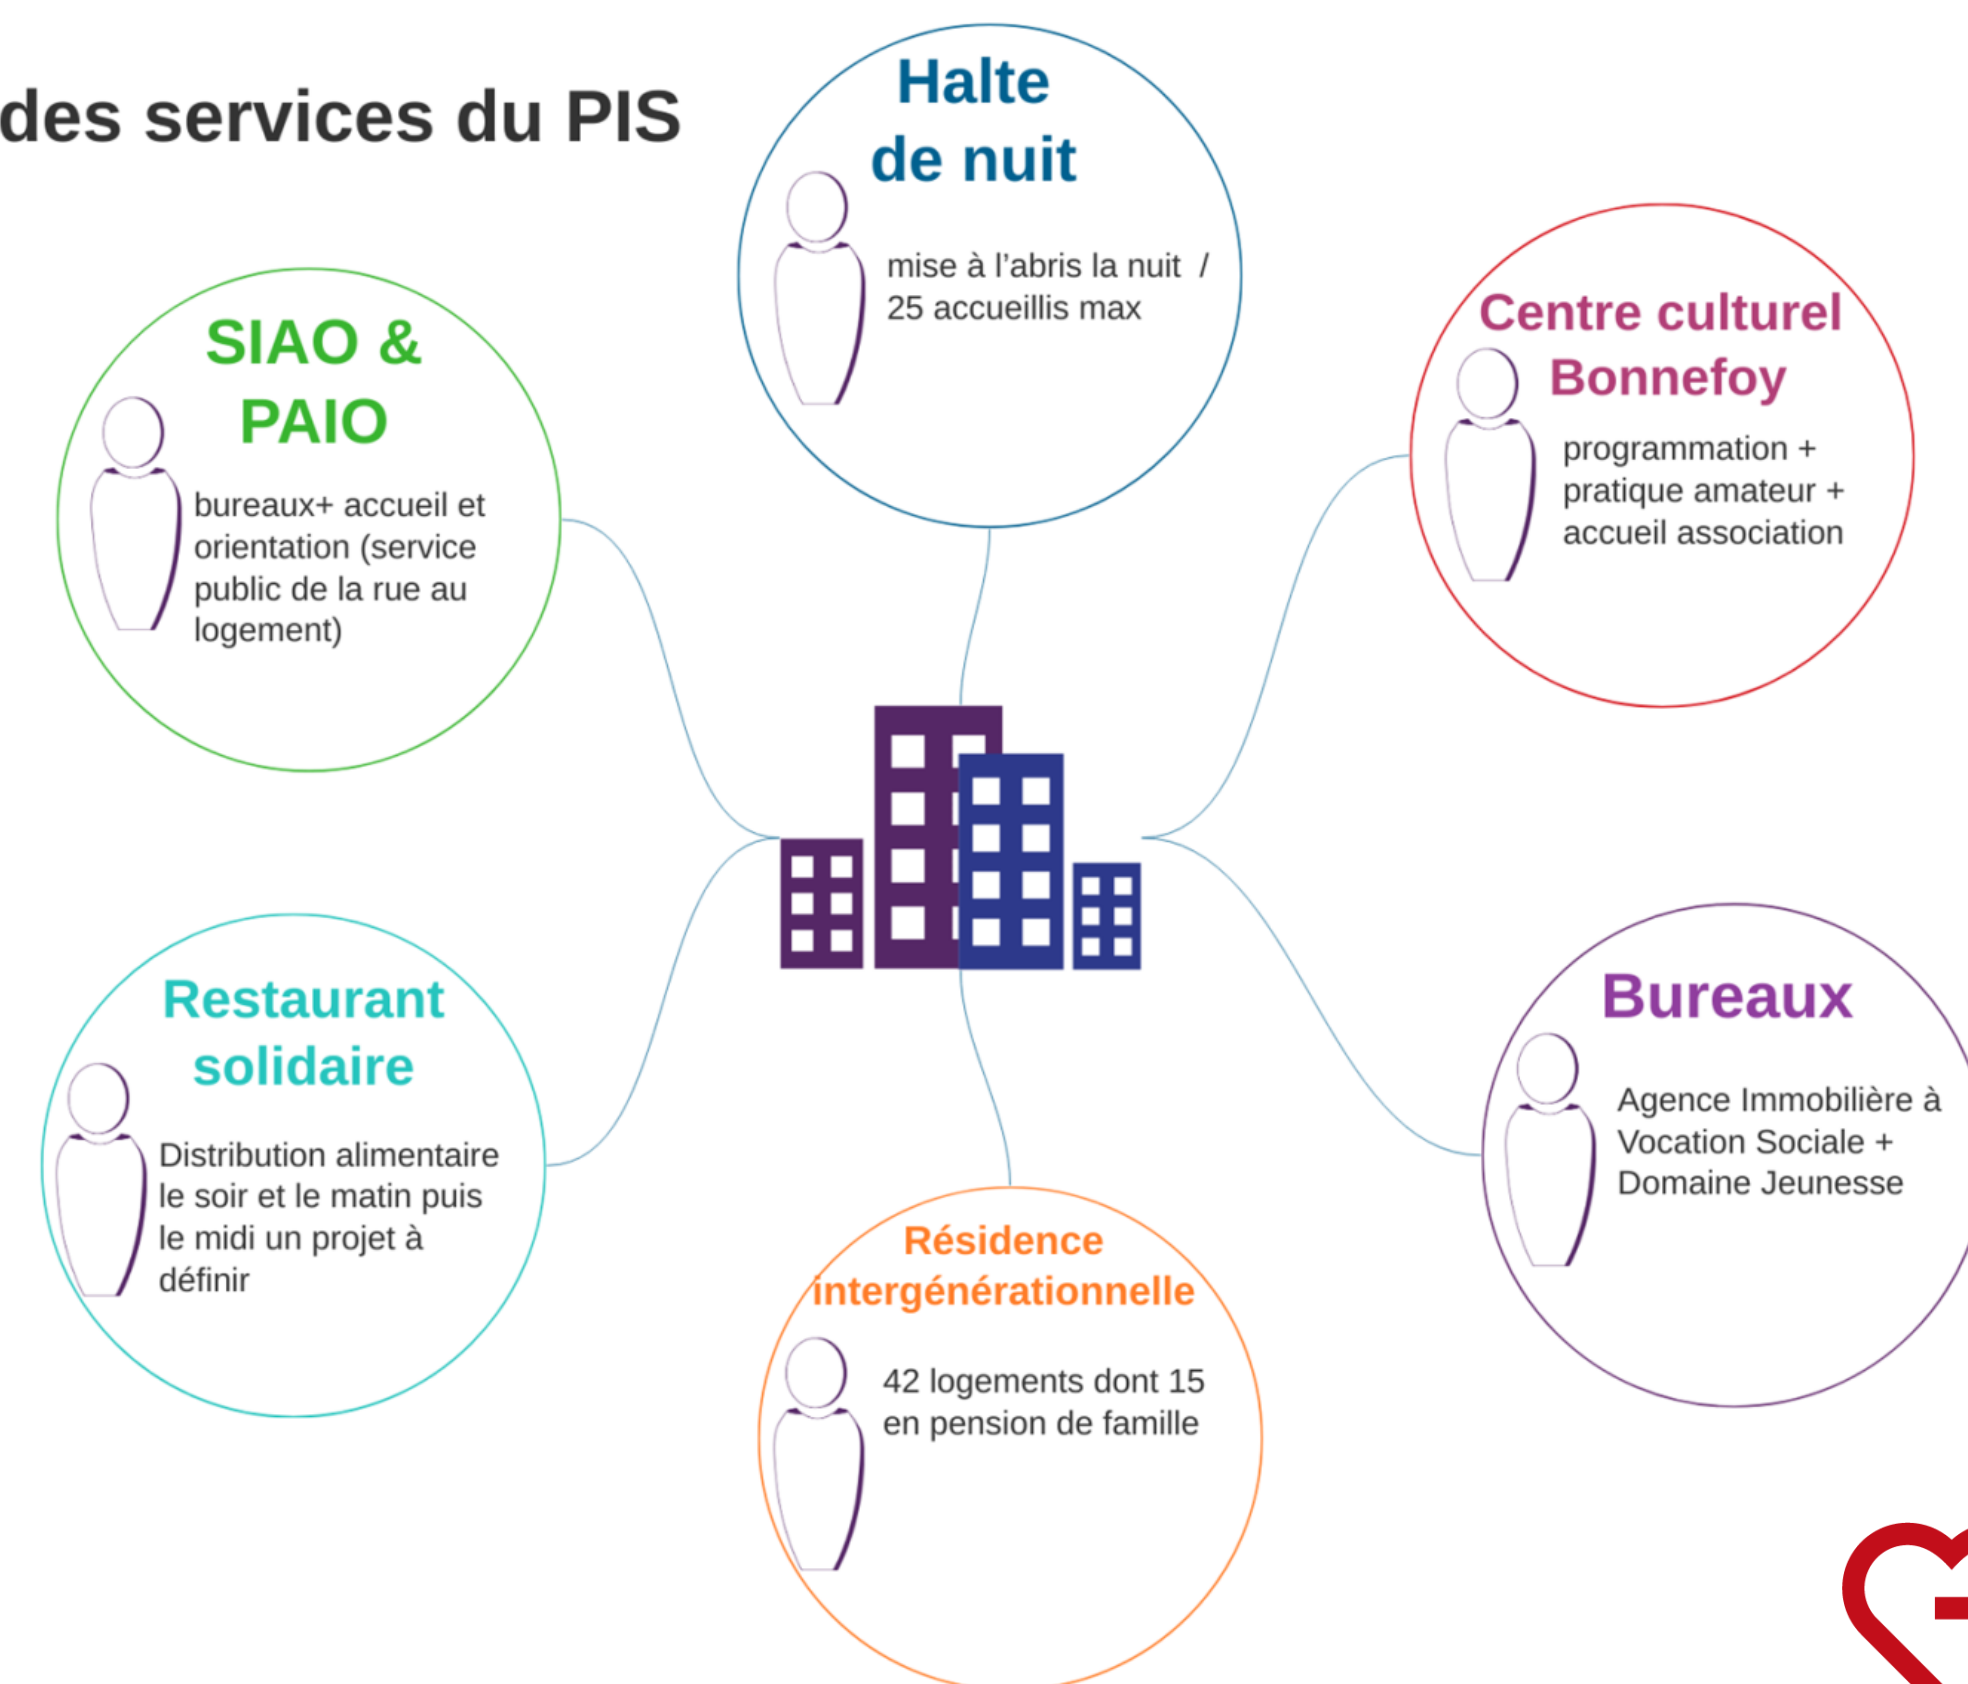 des services du PIS
Halte
de nuit
mise à l’abris la nuit /
25 accueillis max
SIAO &
PAIO
bureaux+ accueil et
orientation (service
public de la rue au
logement)
Centre culturel
Bonnefoy
programmation +
pratique amateur +
accueil association
Restaurant
solidaire
Distribution alimentaire
le soir et le matin puis
le midi un projet à
définir
Résidence
intergénérationnelle
42 logements dont 15
en pension de famille
Bureaux
Agence Immobilière à
Vocation Sociale +
Domaine Jeunesse